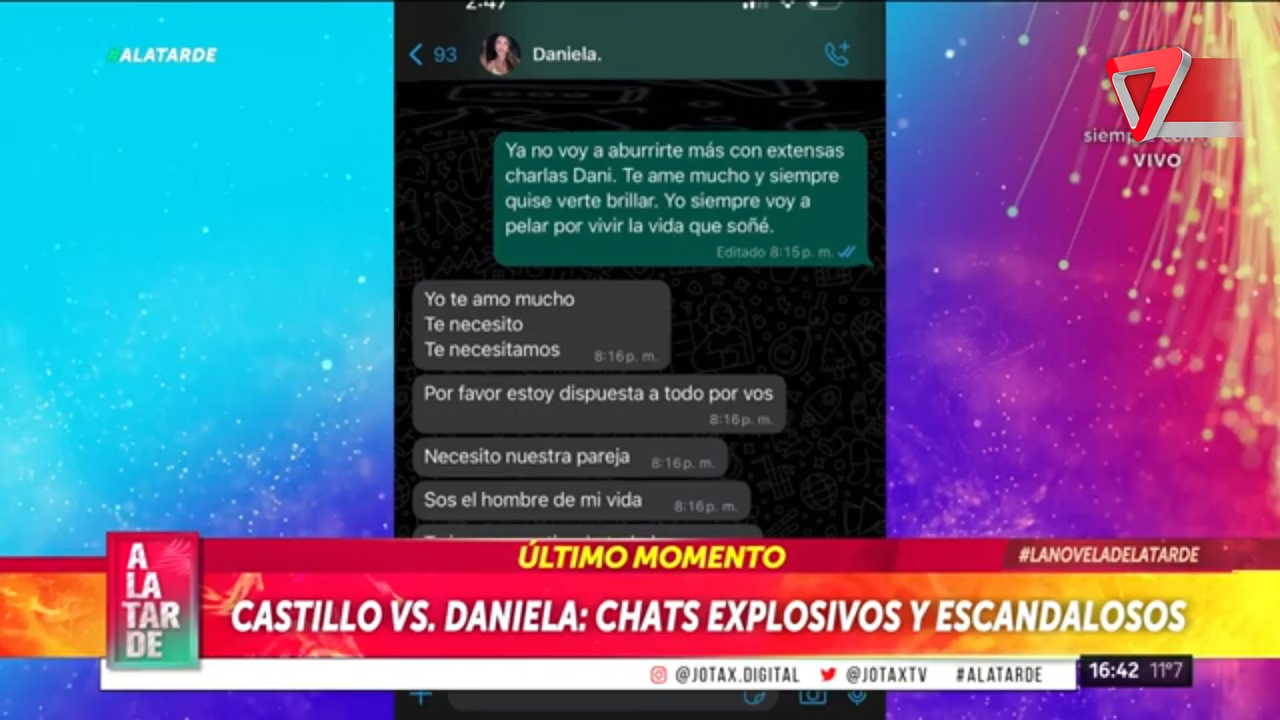 2:47
#ALATARDE
93
Daniela.
VIVO
Ya no voy a aburrirte más con extensas
charlas Dani. Te ame mucho y siempre
quise verte brillar. Yo siempre voy a
pelar por vivir la vida que soñé.
Editado 8:15 p. m.
Yo te amo mucho
Te necesito
Te necesitamos
8:16 p. m.
Por favor estoy dispuesta a todo por vos
8:16 p. m.
Necesito nuestra pareja
8:16 p. m.
Sos el hombre de mi vida
8:16 p. m.
ÚLTIMO MOMENTO
#LANOVELADELATARDE
A
LA
TAR
DE
CASTILLO VS. DANIELA: CHATS EXPLOSIVOS Y ESCANDALOSOS
@JOTAX.DIGITAL
@JOTAXTV
#ALATARDE
16:42
11°7